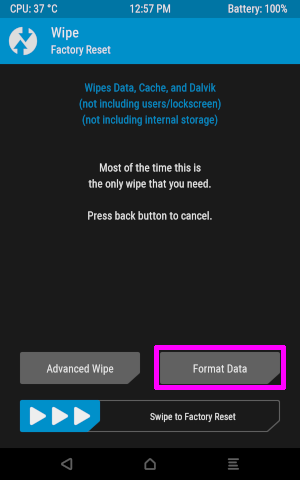 CPU: 37 °C 12:57 PM Battery: 100%
Wipe
Factory Reset
Wipes Data, Cache, and Dalvik
(not including users/lockscreen)
(not including internal storage)
Most of the time this is
the only wipe that you need.
Press back button to cancel.
Advanced Wipe Format Data
Swipe to Factory Reset